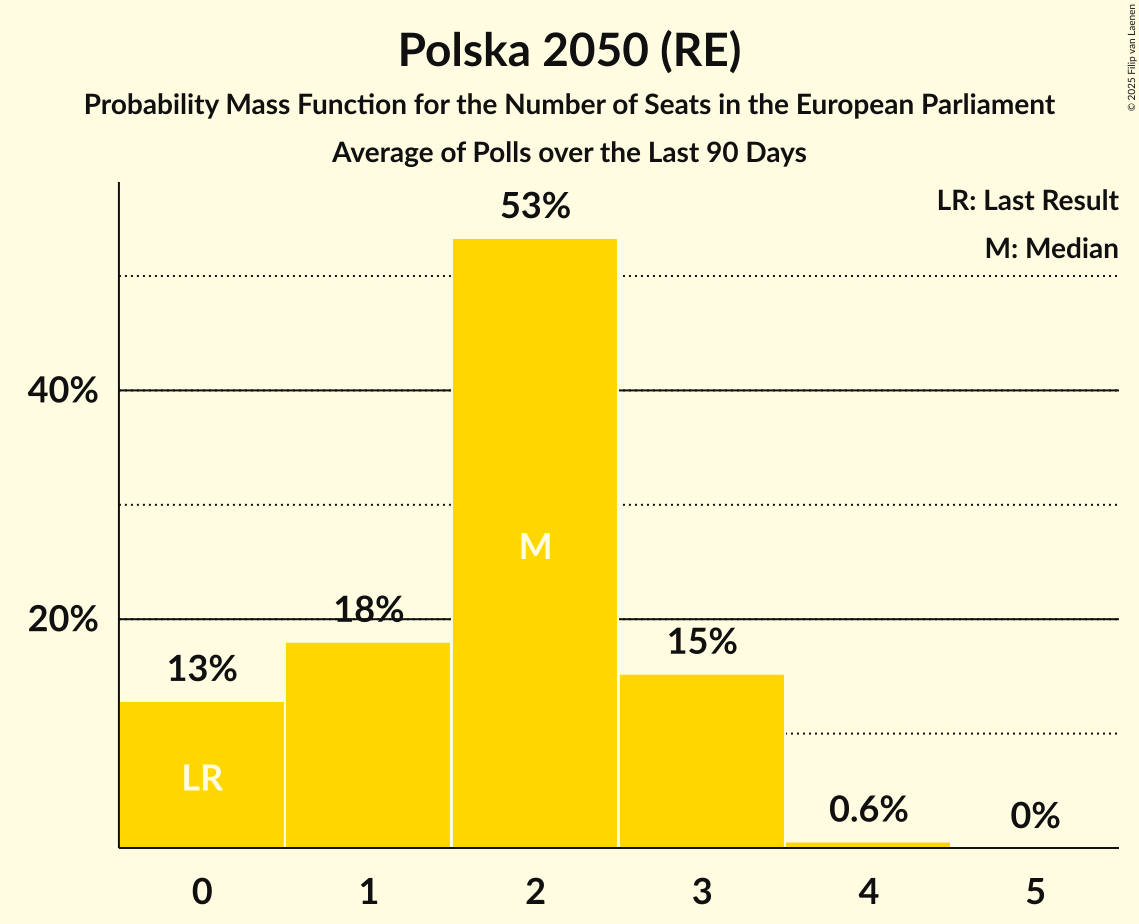 Polska 2050 (RE)
Probability Mass Function for the Number of Seats in the European Parliament
Average of Polls over the Last 90 Days
© 2025 Filip van Laenen
LR: Last Result
M: Median
53%
40%
M
20%
18%
15%
13%
LR
0.6%
0%
0 1 2 3 4 5